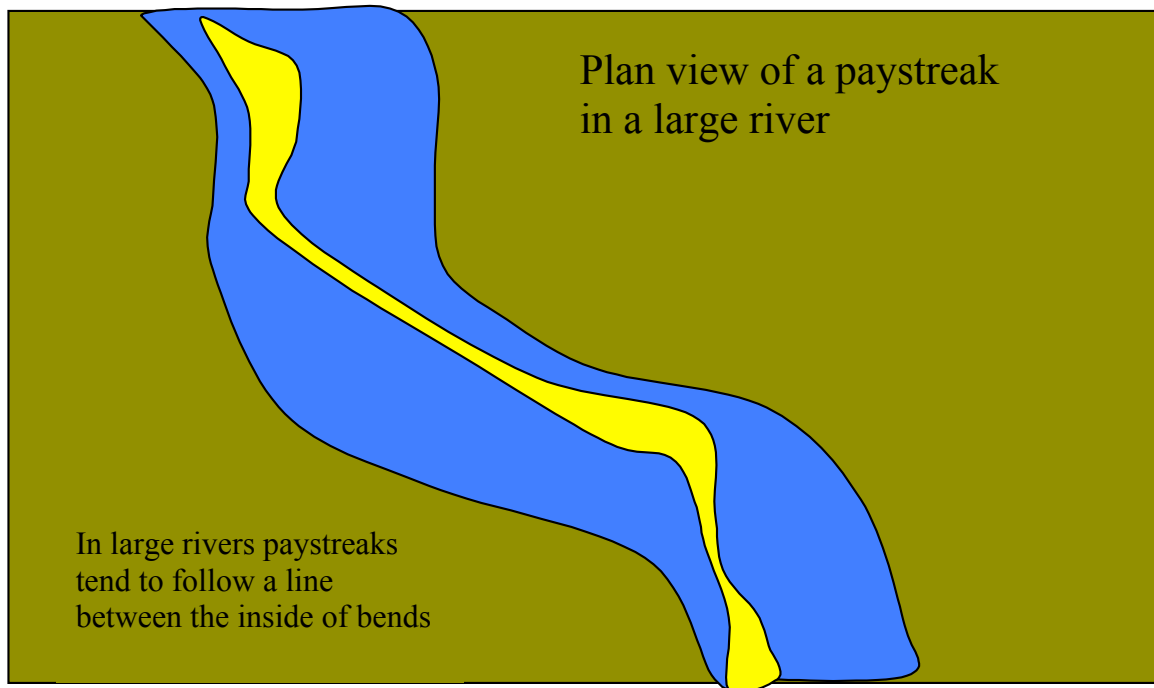 Plan view of a paystreak
in a large river
In large rivers paystreaks
tend to follow a line
between the inside of bends